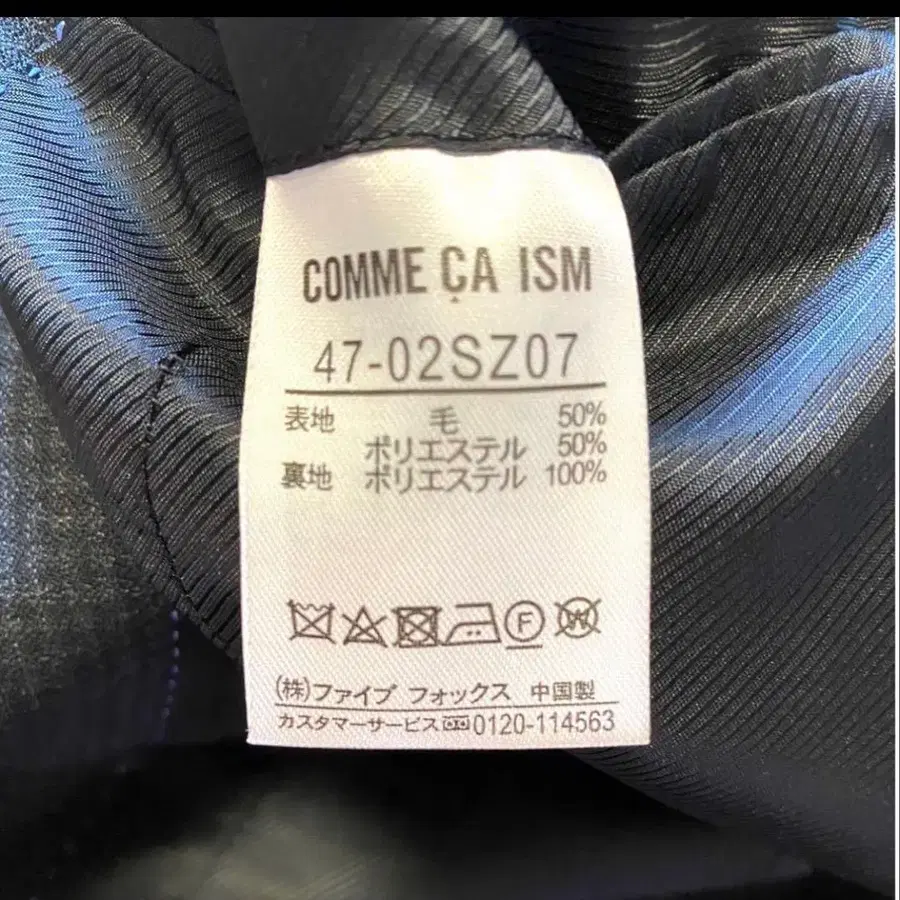 COMME ÇA ISM
47-02SZ07
表地 毛 50%
ポリエステル 50%
裏地 ポリエステル 100%
F W
(株)ファイブ フォックス 中国製
カスタマーサービス 0120-114563